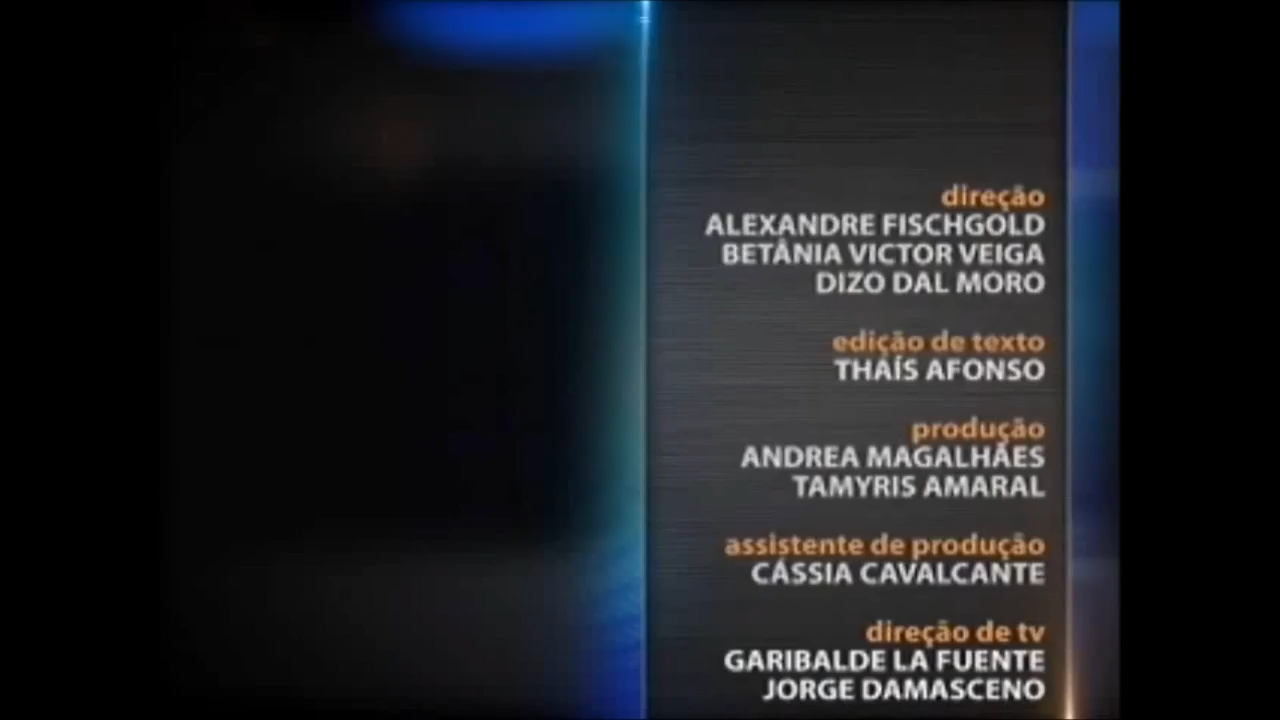 direção
ALEXANDRE FISCHGOLD
BETÂNIA VICTOR VEIGA
DIZO DAL MORO
edição de texto
THAÍS AFONSO
produção
ANDREA MAGALHÃES
TAMYRIS AMARAL
assistente de produção
CÁSSIA CAVALCANTE
direção de tv
GARIBALDE LA FUENTE
JORGE DAMASCENO